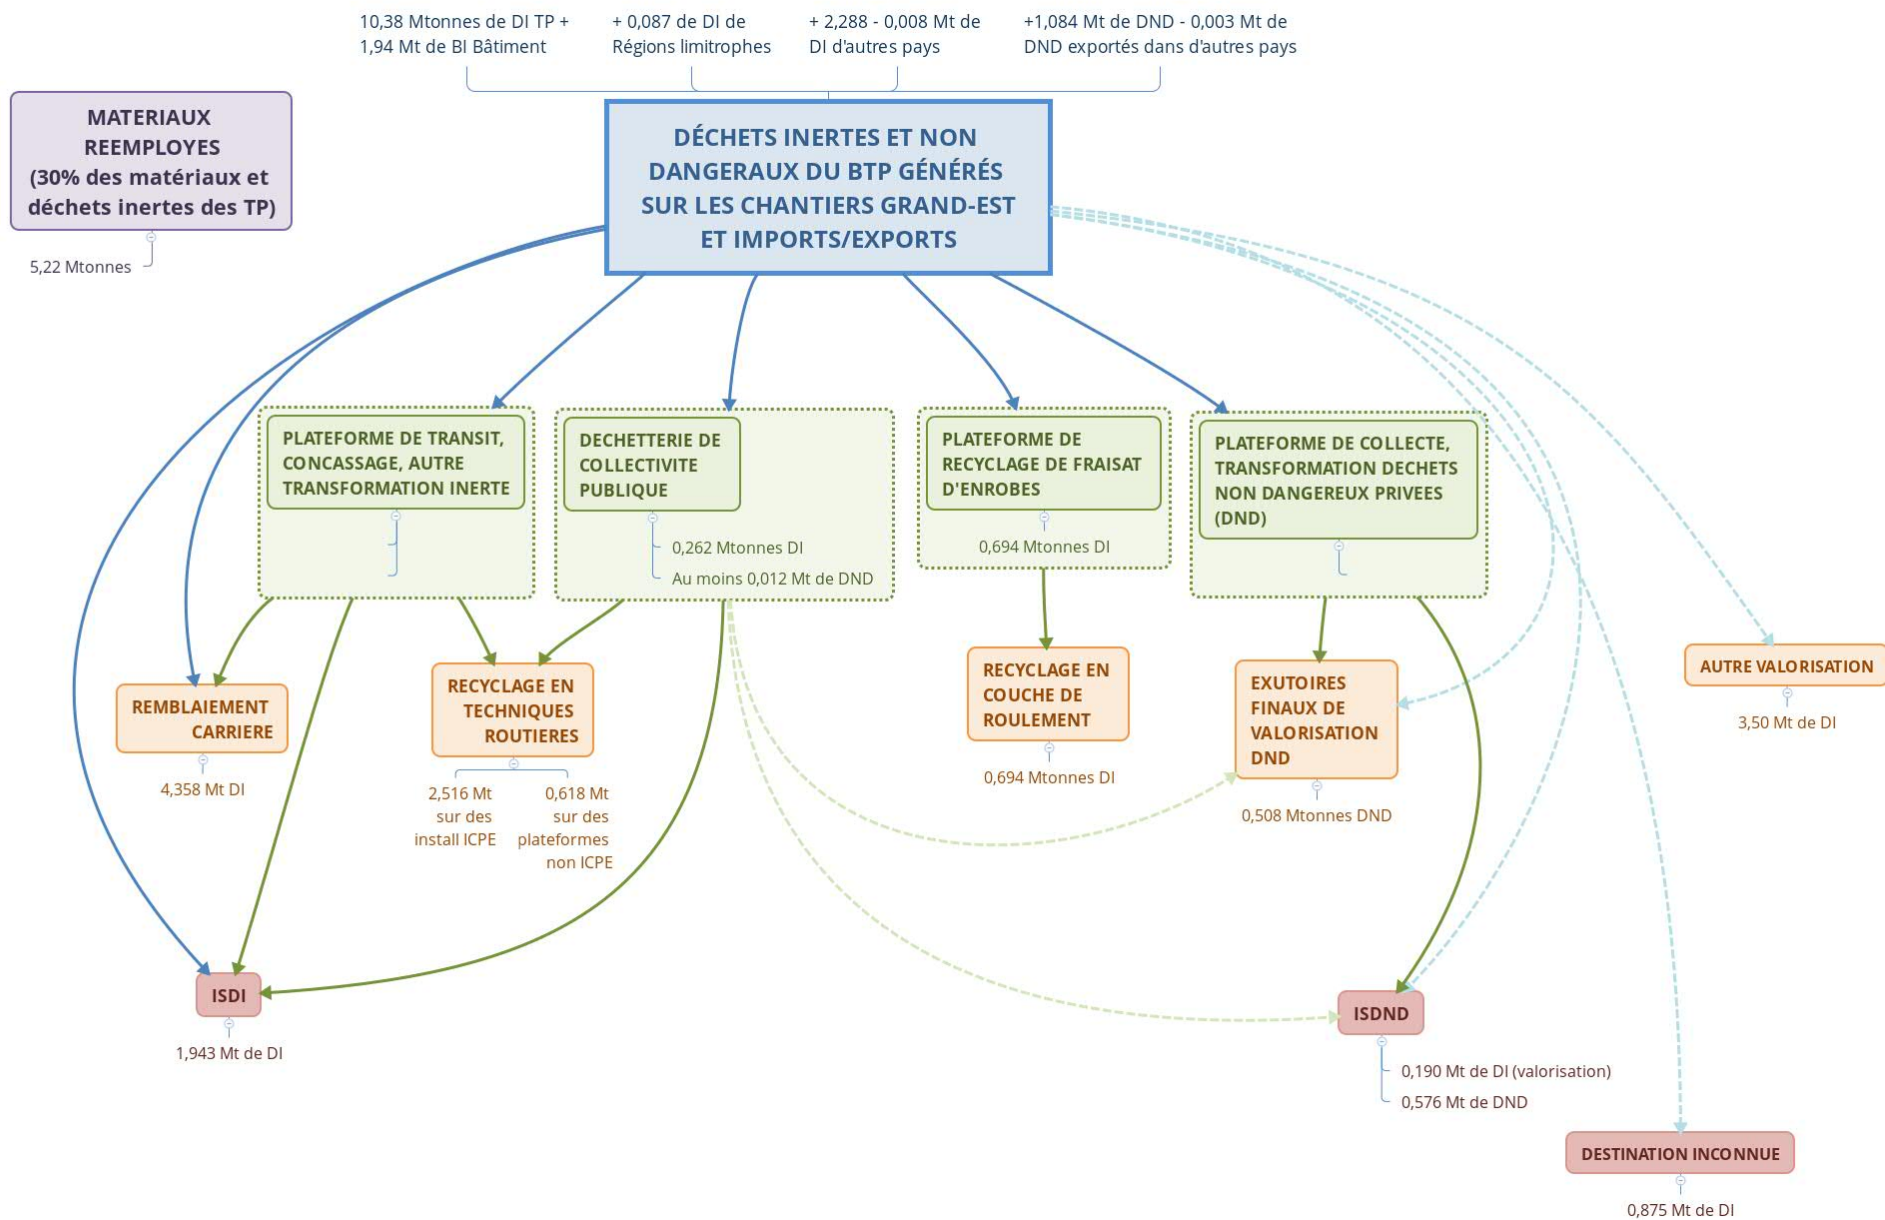 10,38 Mtonnes de DI TP +
1,94 Mt de BI Bâtiment
+ 0,087 de DI de
Régions limitrophes
+ 2,288 - 0,008 Mt de
DI d'autres pays
+1,084 Mt de DND - 0,003 Mt de
DND exportés dans d'autres pays
MATERIAUX
REEMPLOYES
(30% des matériaux et
déchets inertes des TP)
5,22 Mtonnes
DÉCHETS INERTES ET NON
DANGERAUX DU BTP GÉNÉRÉS
SUR LES CHANTIERS GRAND-EST
ET IMPORTS/EXPORTS
PLATEFORME DE TRANSIT,
CONCASSAGE, AUTRE
TRANSFORMATION INERTE
DECHETTERIE DE
COLLECTIVITE
PUBLIQUE
0,262 Mtonnes DI
Au moins 0,012 Mt de DND
PLATEFORME DE
RECYCLAGE DE FRAISAT
D'ENROBES
0,694 Mtonnes DI
PLATEFORME DE COLLECTE,
TRANSFORMATION DECHETS
NON DANGEREUX PRIVEES
(DND)
REMBLAIEMENT
CARRIERE
4,358 Mt DI
RECYCLAGE EN
TECHNIQUES
ROUTIERES
2,516 Mt
sur des
install ICPE
0,618 Mt
sur des
plateformes
non ICPE
RECYCLAGE EN
COUCHE DE
ROULEMENT
0,694 Mtonnes DI
EXUTOIRES
FINAUX DE
VALORISATION
DND
0,508 Mtonnes DND
AUTRE VALORISATION
3,50 Mt de DI
ISDI
1,943 Mt de DI
ISDND
0,190 Mt de DI (valorisation)
0,576 Mt de DND
DESTINATION INCONNUE
0,875 Mt de DI